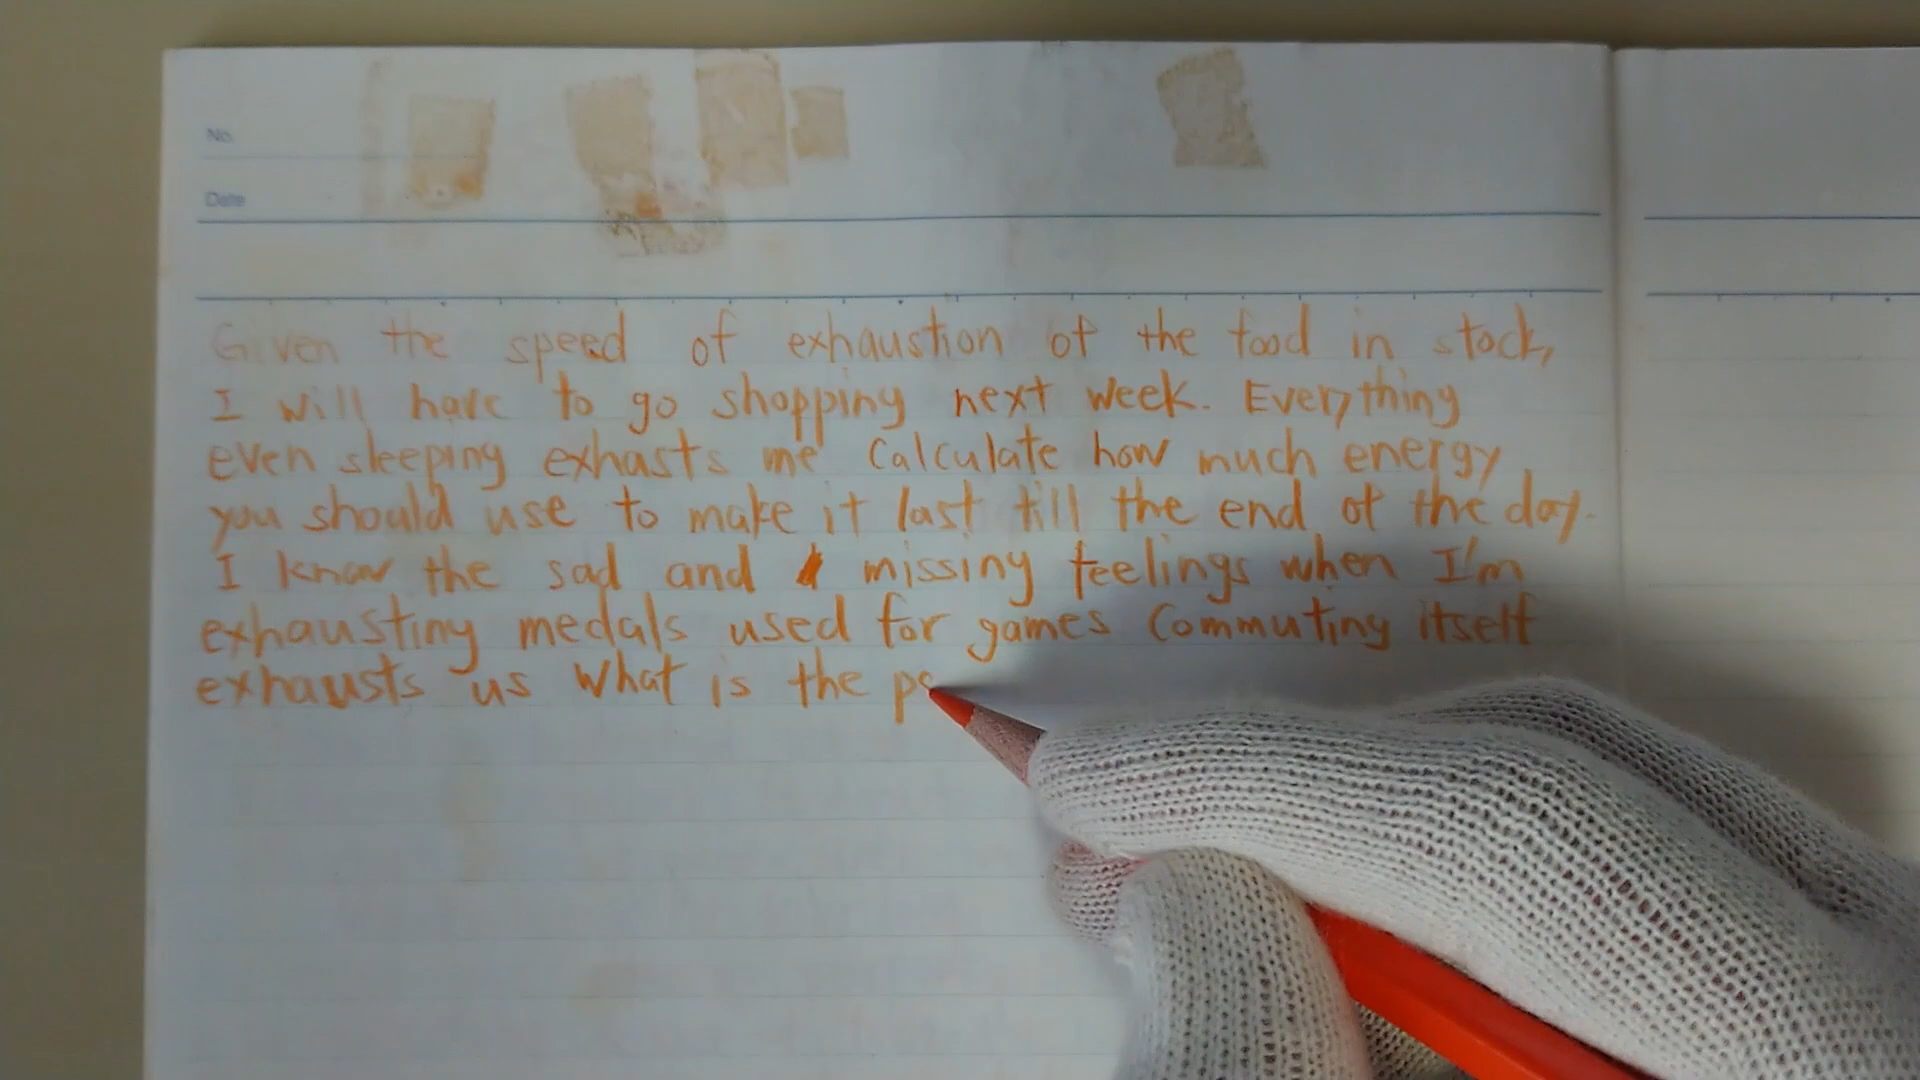 No.
Date
Given the speed of exhaustion of the food in stock,
I will have to go shopping next week. Everything
even sleeping exhasts me Calculate how much energy
you should use to make it last till the end of the day.
I know the sad and missing feelings when I'm
exhausting medals used for games Commuting itself
exhausts us What is the